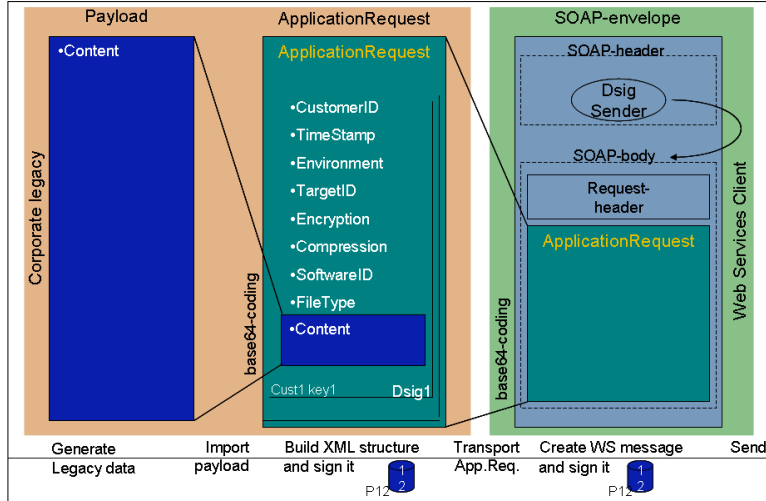 Payload
ApplicationRequest
SOAP-envelope
•Content
Corporate legacy
ApplicationRequest
•CustomerID
•TimeStamp
•Environment
•TargetID
•Encryption
•Compression
•SoftwareID
•FileType
•Content
base64-coding
Cust1 key1
Dsig1
SOAP-header
Dsig
Sender
SOAP-body
Request-
header
ApplicationRequest
base64-coding
Web Services Client
Generate
Legacy data
Import
payload
Build XML structure
and sign it
Transport
App.Req.
Create WS message
and sign it
Send
P12
1
2
P12
1
2